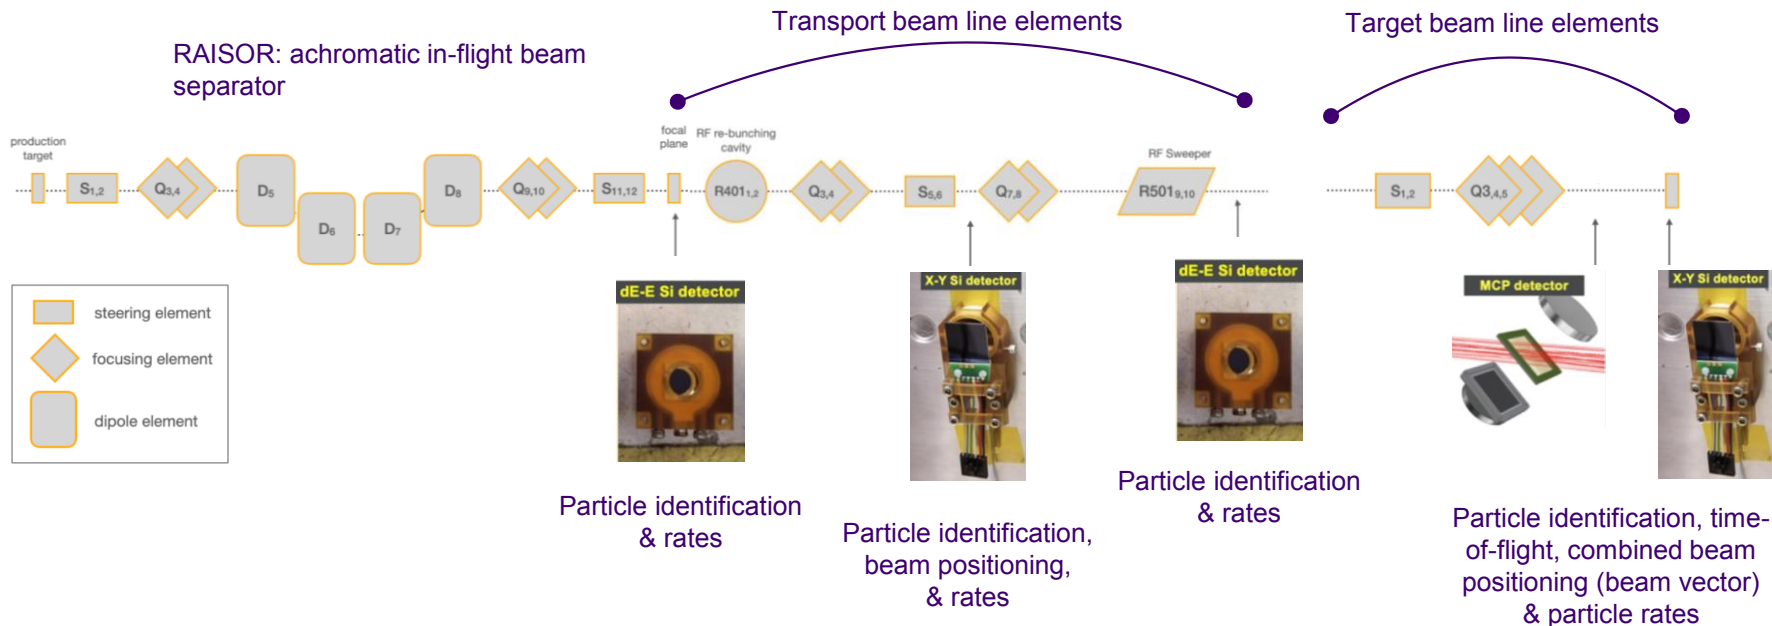 Transport beam line elements
Target beam line elements
RAISOR: achromatic in-flight beam
separator
production
target
focal
plane
RF re-bunching
cavity
RF Sweeper
S1,2
Q3,4
D5
D6
D7
D8
Q9,10
S11,12
R4011,2
Q3,4
S5,6
Q7,8
R5019,10
S1,2
Q3,4,5
steering element
focusing element
dipole element
dE-E Si detector
X-Y Si detector
dE-E Si detector
MCP detector
X-Y Si detector
Particle identification
& rates
Particle identification,
beam positioning,
& rates
Particle identification
& rates
Particle identification, time-
of-flight, combined beam
positioning (beam vector)
& particle rates